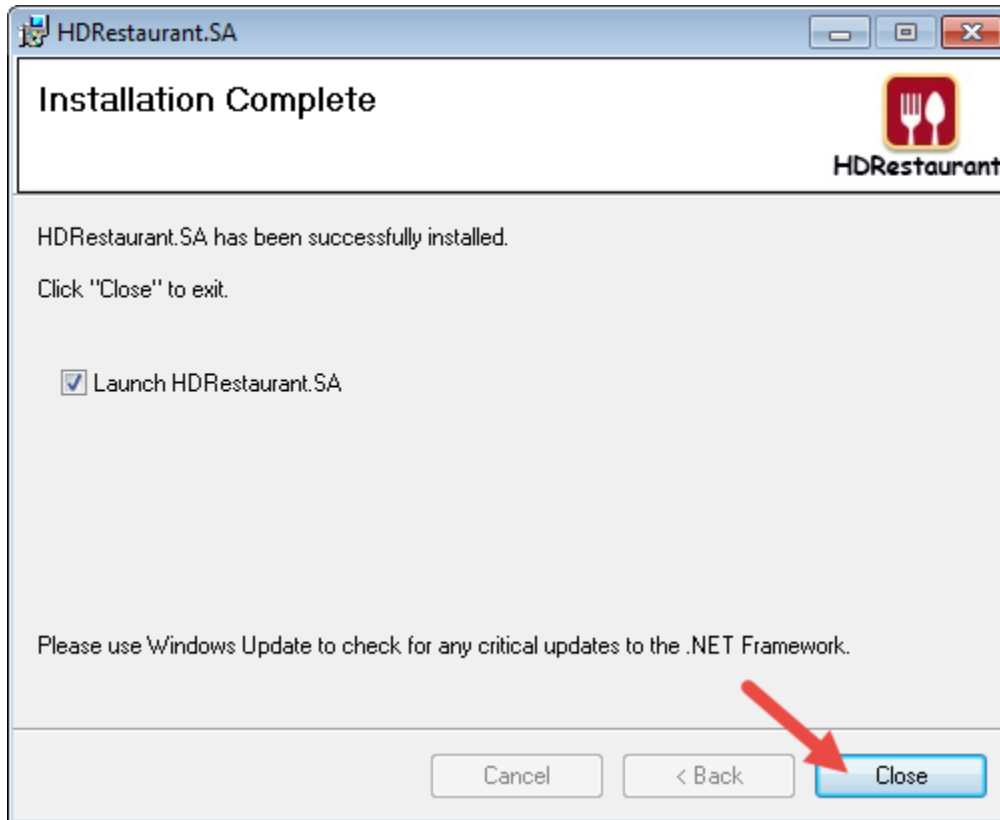 HDRestaurant.SA
Installation Complete
HDRestaurant
HDRestaurant.SA has been successfully installed.
Click "Close" to exit.
Launch HDRestaurant.SA
Please use Windows Update to check for any critical updates to the .NET Framework.
Cancel
< Back
Close